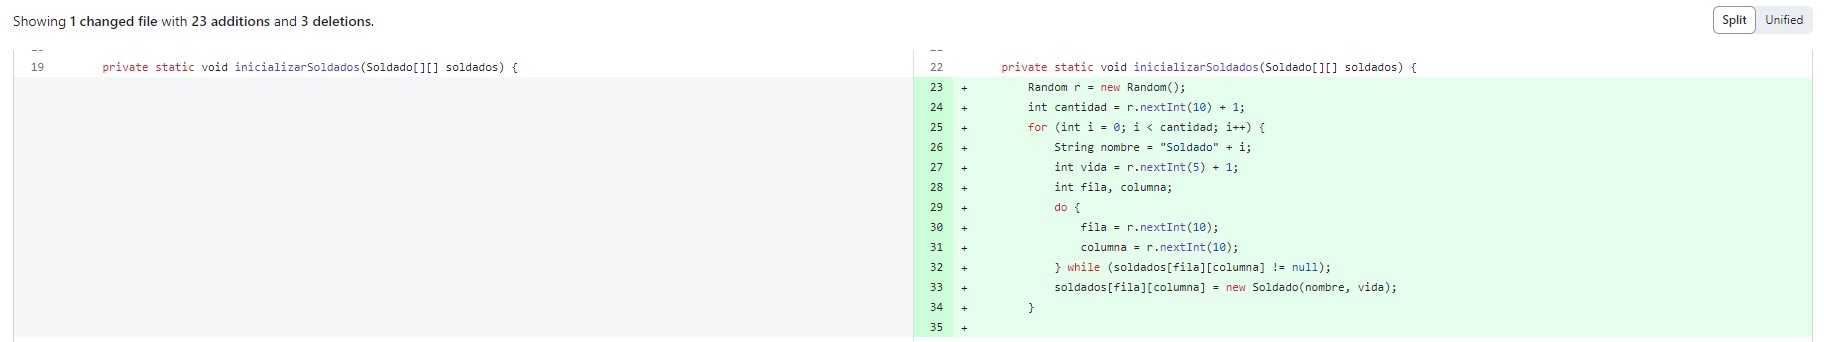 Showing 1 changed file with 23 additions and 3 deletions.
Split Unified
19 private static void inicializarSoldados(Soldado[][] soldados) {
22 private static void inicializarSoldados(Soldado[][] soldados) {
23 + Random r = new Random();
24 + int cantidad = r.nextInt(10) + 1;
25 + for (int i = 0; i < cantidad; i++) {
26 + String nombre = "Soldado" + i;
27 + int vida = r.nextInt(5) + 1;
28 + int fila, columna;
29 + do {
30 + fila = r.nextInt(10);
31 + columna = r.nextInt(10);
32 + } while (soldados[fila][columna] != null);
33 + soldados[fila][columna] = new Soldado(nombre, vida);
34 + }
35 +